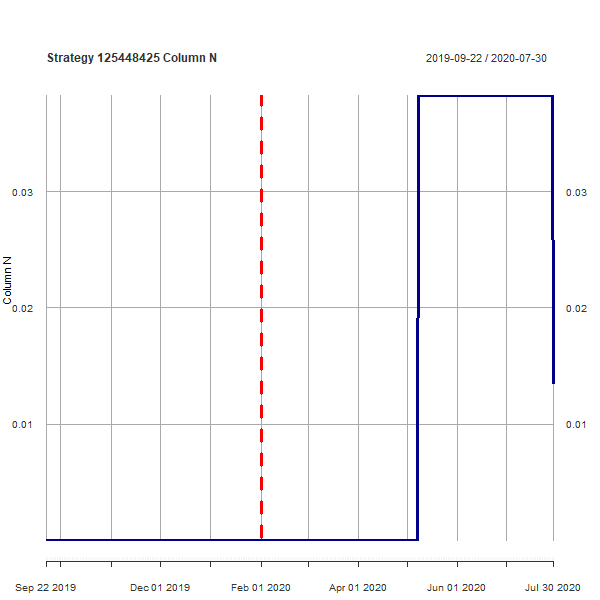 Strategy 125448425 Column N
2019-09-22 / 2020-07-30
0.03
0.03
Column N
0.02
0.02
0.01
0.01
Sep 22 2019
Dec 01 2019
Feb 01 2020
Apr 01 2020
Jun 01 2020
Jul 30 2020